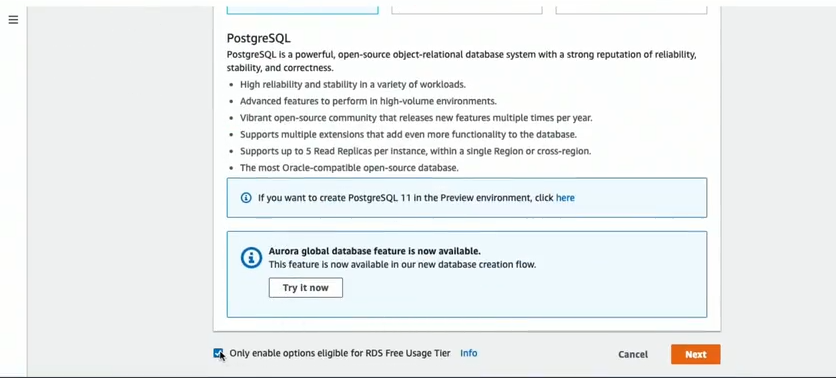 PostgreSQL
PostgreSQL is a powerful, open-source object-relational database system with a strong reputation of reliability,
stability, and correctness.
• High reliability and stability in a variety of workloads.
• Advanced features to perform in high-volume environments.
• Vibrant open-source community that releases new features multiple times per year.
• Supports multiple extensions that add even more functionality to the database.
• Supports up to 5 Read Replicas per instance, within a single Region or cross-region.
• The most Oracle-compatible open-source database.
If you want to create PostgreSQL 11 in the Preview environment, click here
Aurora global database feature is now available.
This feature is now available in our new database creation flow.
Try it now
Only enable options eligible for RDS Free Usage Tier Info
Cancel
Next